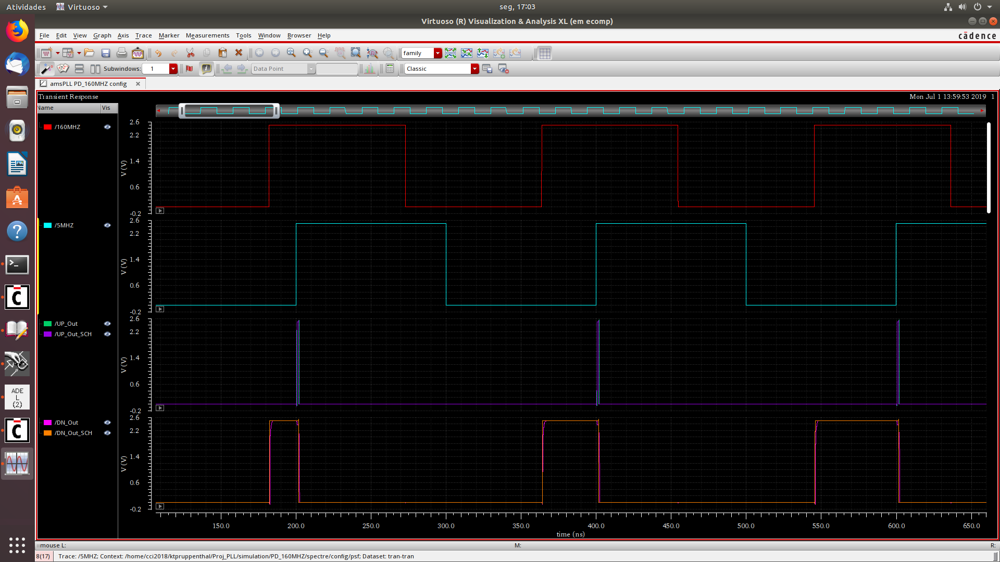 Atividades Virtuoso seg, 17:03
Virtuoso (R) Visualization & Analysis XL (em ecomp)
File Edit View Graph Axis Trace Marker Measurements Tools Window Browser Help cādence
family
Subwindows: 1 Data Point Classic
amsPLL PD_160MHZ config
Transient Response Mon Jul 1 13:59:53 2019 1
Name Vis
/160MHZ
2.6
2.2
1.4
0.6
-0.2
V (V)
/5MHZ
2.6
2.2
1.4
0.6
-0.2
V (V)
/UP_Out
/UP_Out_SCH
2.6
2.2
1.4
0.6
-0.2
V (V)
/DN_Out
/DN_Out_SCH
2.6
2.2
1.4
0.6
-0.2
V (V)
150.0 200.0 250.0 300.0 350.0 400.0 450.0 500.0 550.0 600.0 650.0
time (ns)
ADE
L
(2)
mouse L: M: R:
8(17) Trace: /5MHZ; Context: /home/cci2018/ktpruppenthal/Proj_PLL/simulation/PD_160MHZ/spectre/config/psf; Dataset: tran-tran